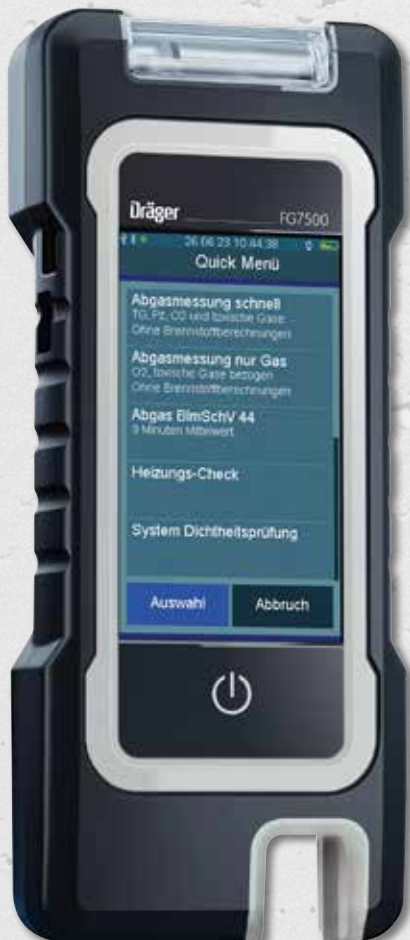 Dräger
FG7500
26.06.23 10:44:38
Quick Menü
Abgasmessung schnell
TG, Pz, O2 und toxische Gase
Ohne Brennstoffberechnungen
Abgasmessung nur Gas
O2, toxische Gase bezogen
Ohne Brennstoffberechnungen
Abgas BImSchV 44
3 Minuten Mittelwert
Heizungs-Check
System Dichtheitsprüfung
Auswahl
Abbruch